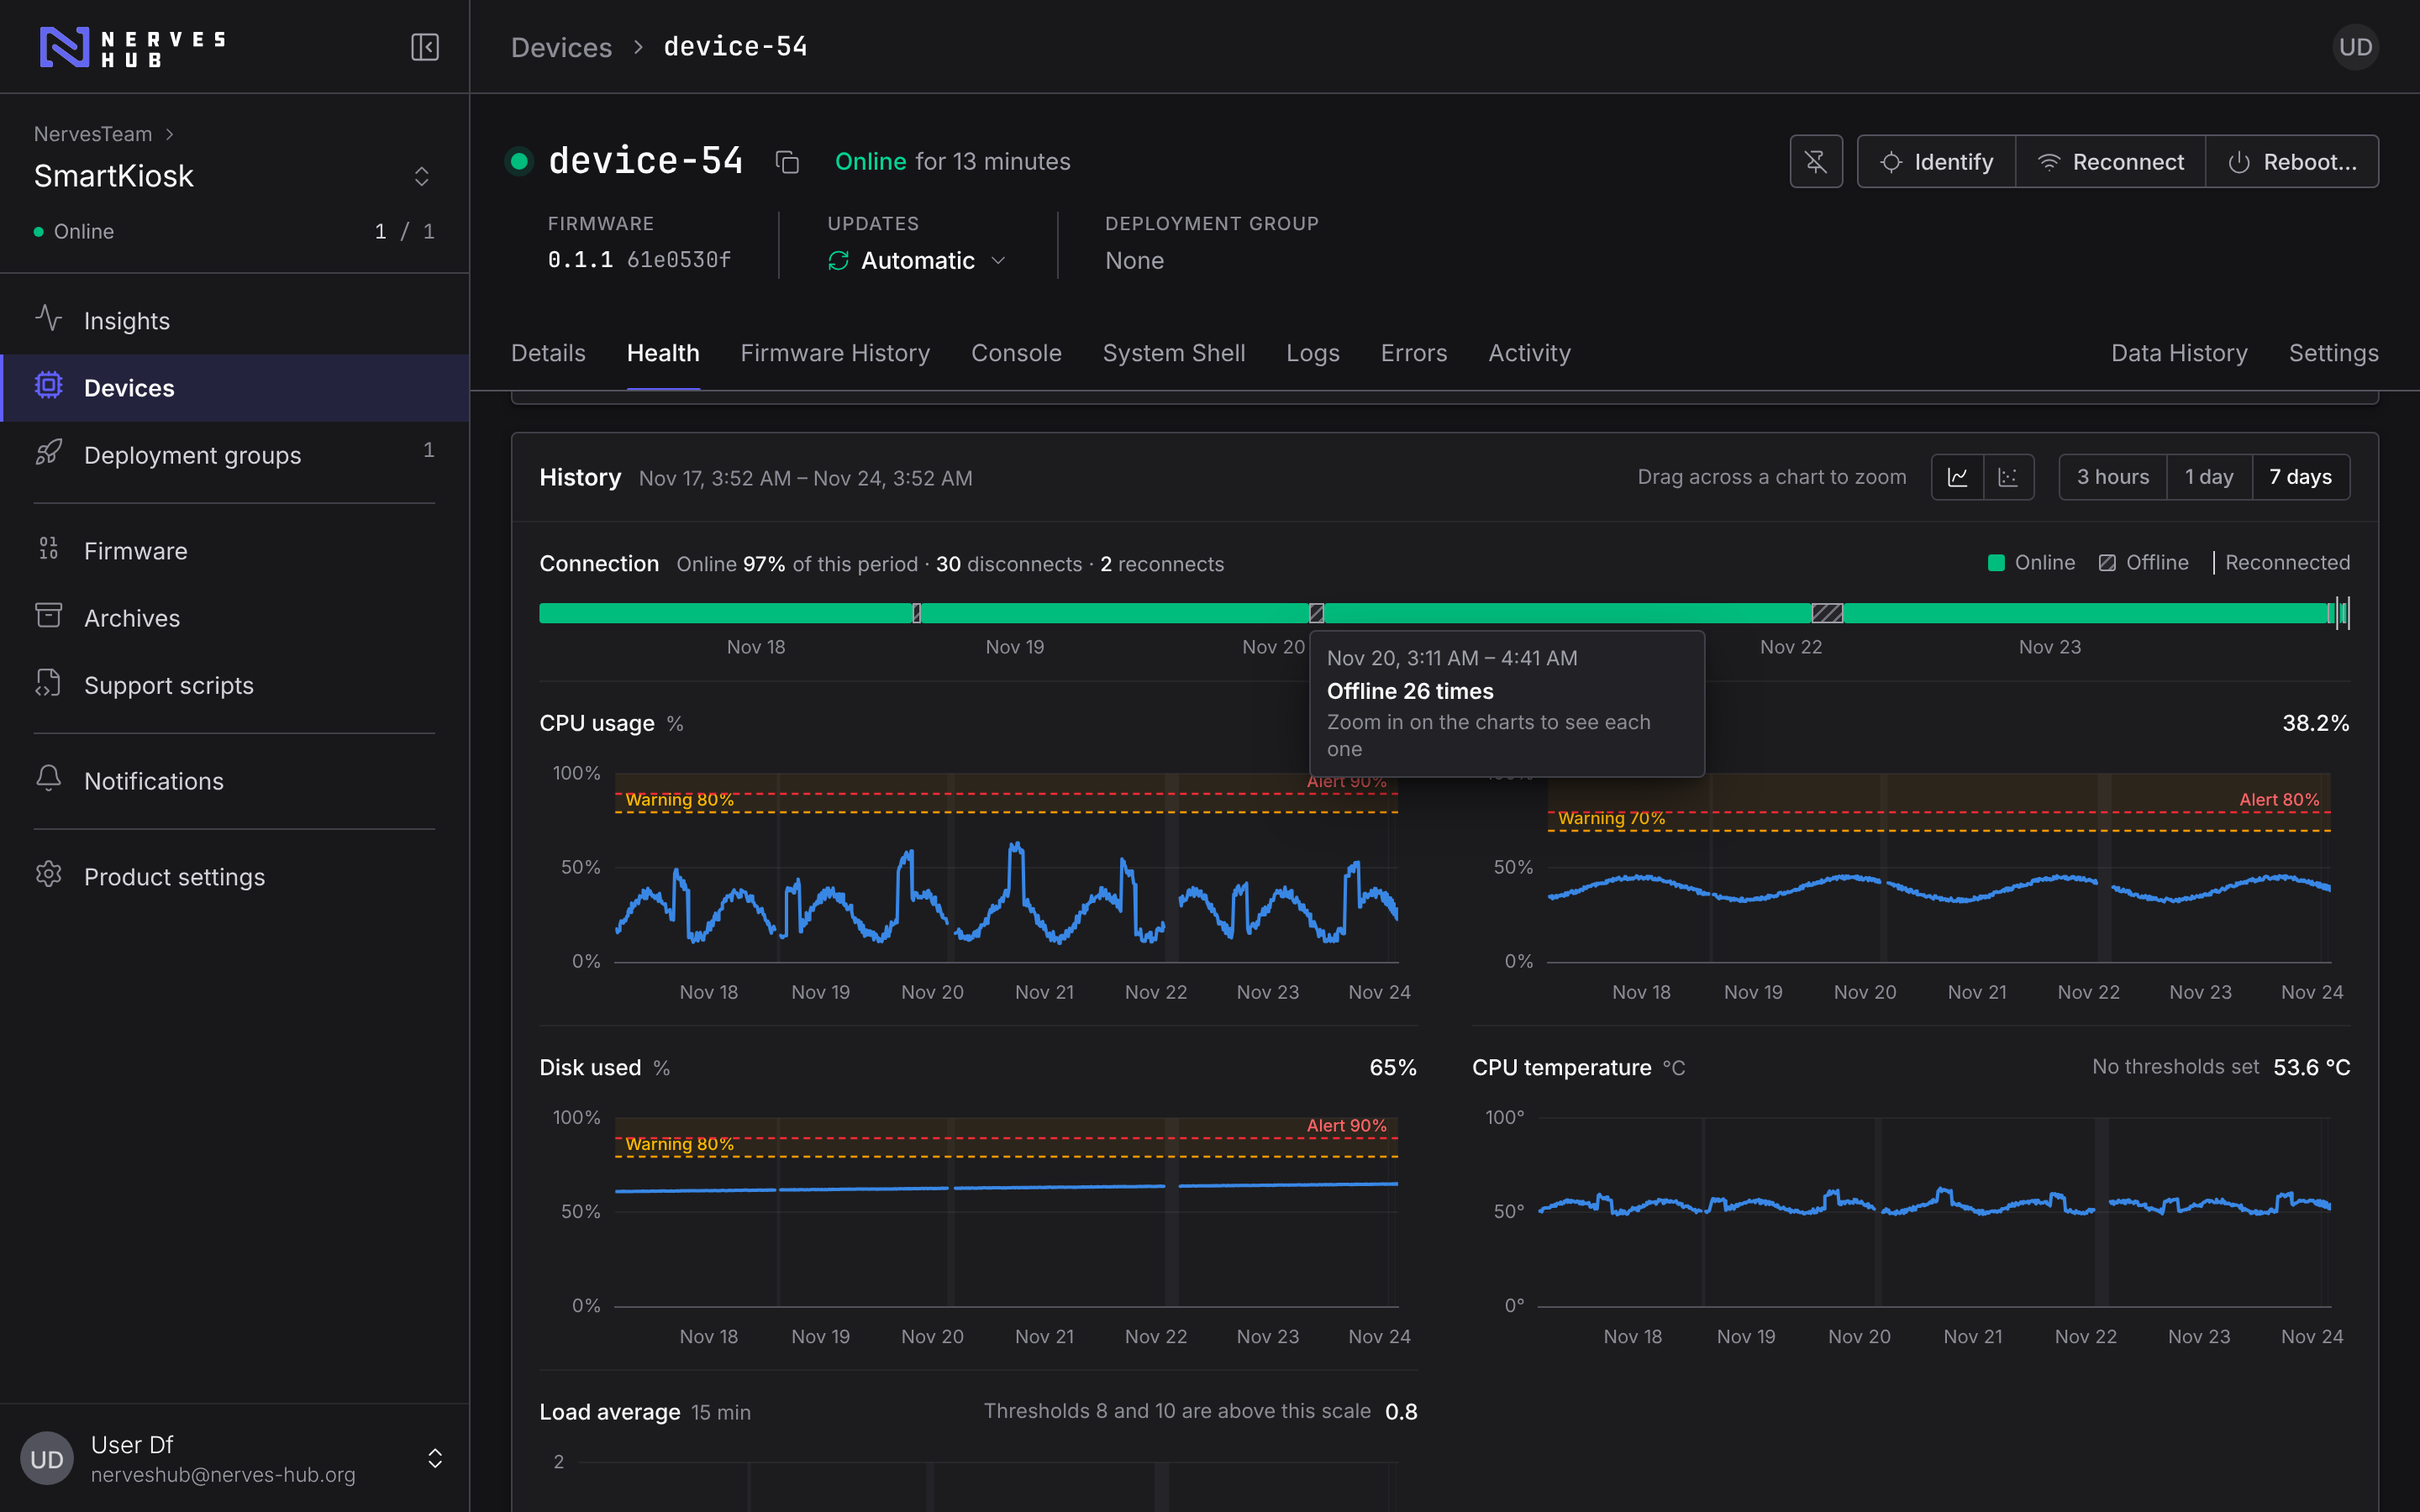 NERVES
HUB
Devices
device-54
UD
NervesTeam
SmartKiosk
Online
1 / 1
Insights
Devices
Deployment groups
1
Firmware
Archives
Support scripts
Notifications
Product settings
User Df
nerveshub@nerves-hub.org
UD
device-54
Online for 13 minutes
Identify
Reconnect
Reboot...
FIRMWARE
0.1.1 61e0530f
UPDATES
Automatic
DEPLOYMENT GROUP
None
Details
Health
Firmware History
Console
System Shell
Logs
Errors
Activity
Data History
Settings
History Nov 17, 3:52 AM – Nov 24, 3:52 AM
Drag across a chart to zoom
3 hours
1 day
7 days
Connection Online 97% of this period · 30 disconnects · 2 reconnects
Online
Offline
Reconnected
Nov 18
Nov 19
Nov 20
Nov 22
Nov 23
Nov 20, 3:11 AM – 4:41 AM
Offline 26 times
Zoom in on the charts to see each
one
CPU usage %
100%
Alert 90%
Warning 80%
50%
0%
Nov 18
Nov 19
Nov 20
Nov 21
Nov 22
Nov 23
Nov 24
38.2%
Alert 80%
Warning 70%
50%
0%
Nov 18
Nov 19
Nov 20
Nov 21
Nov 22
Nov 23
Nov 24
Disk used %
65%
100%
Alert 90%
Warning 80%
50%
0%
Nov 18
Nov 19
Nov 20
Nov 21
Nov 22
Nov 23
Nov 24
CPU temperature °C
No thresholds set 53.6 °C
100°
50°
0°
Nov 18
Nov 19
Nov 20
Nov 21
Nov 22
Nov 23
Nov 24
Load average 15 min
Thresholds 8 and 10 are above this scale 0.8
2